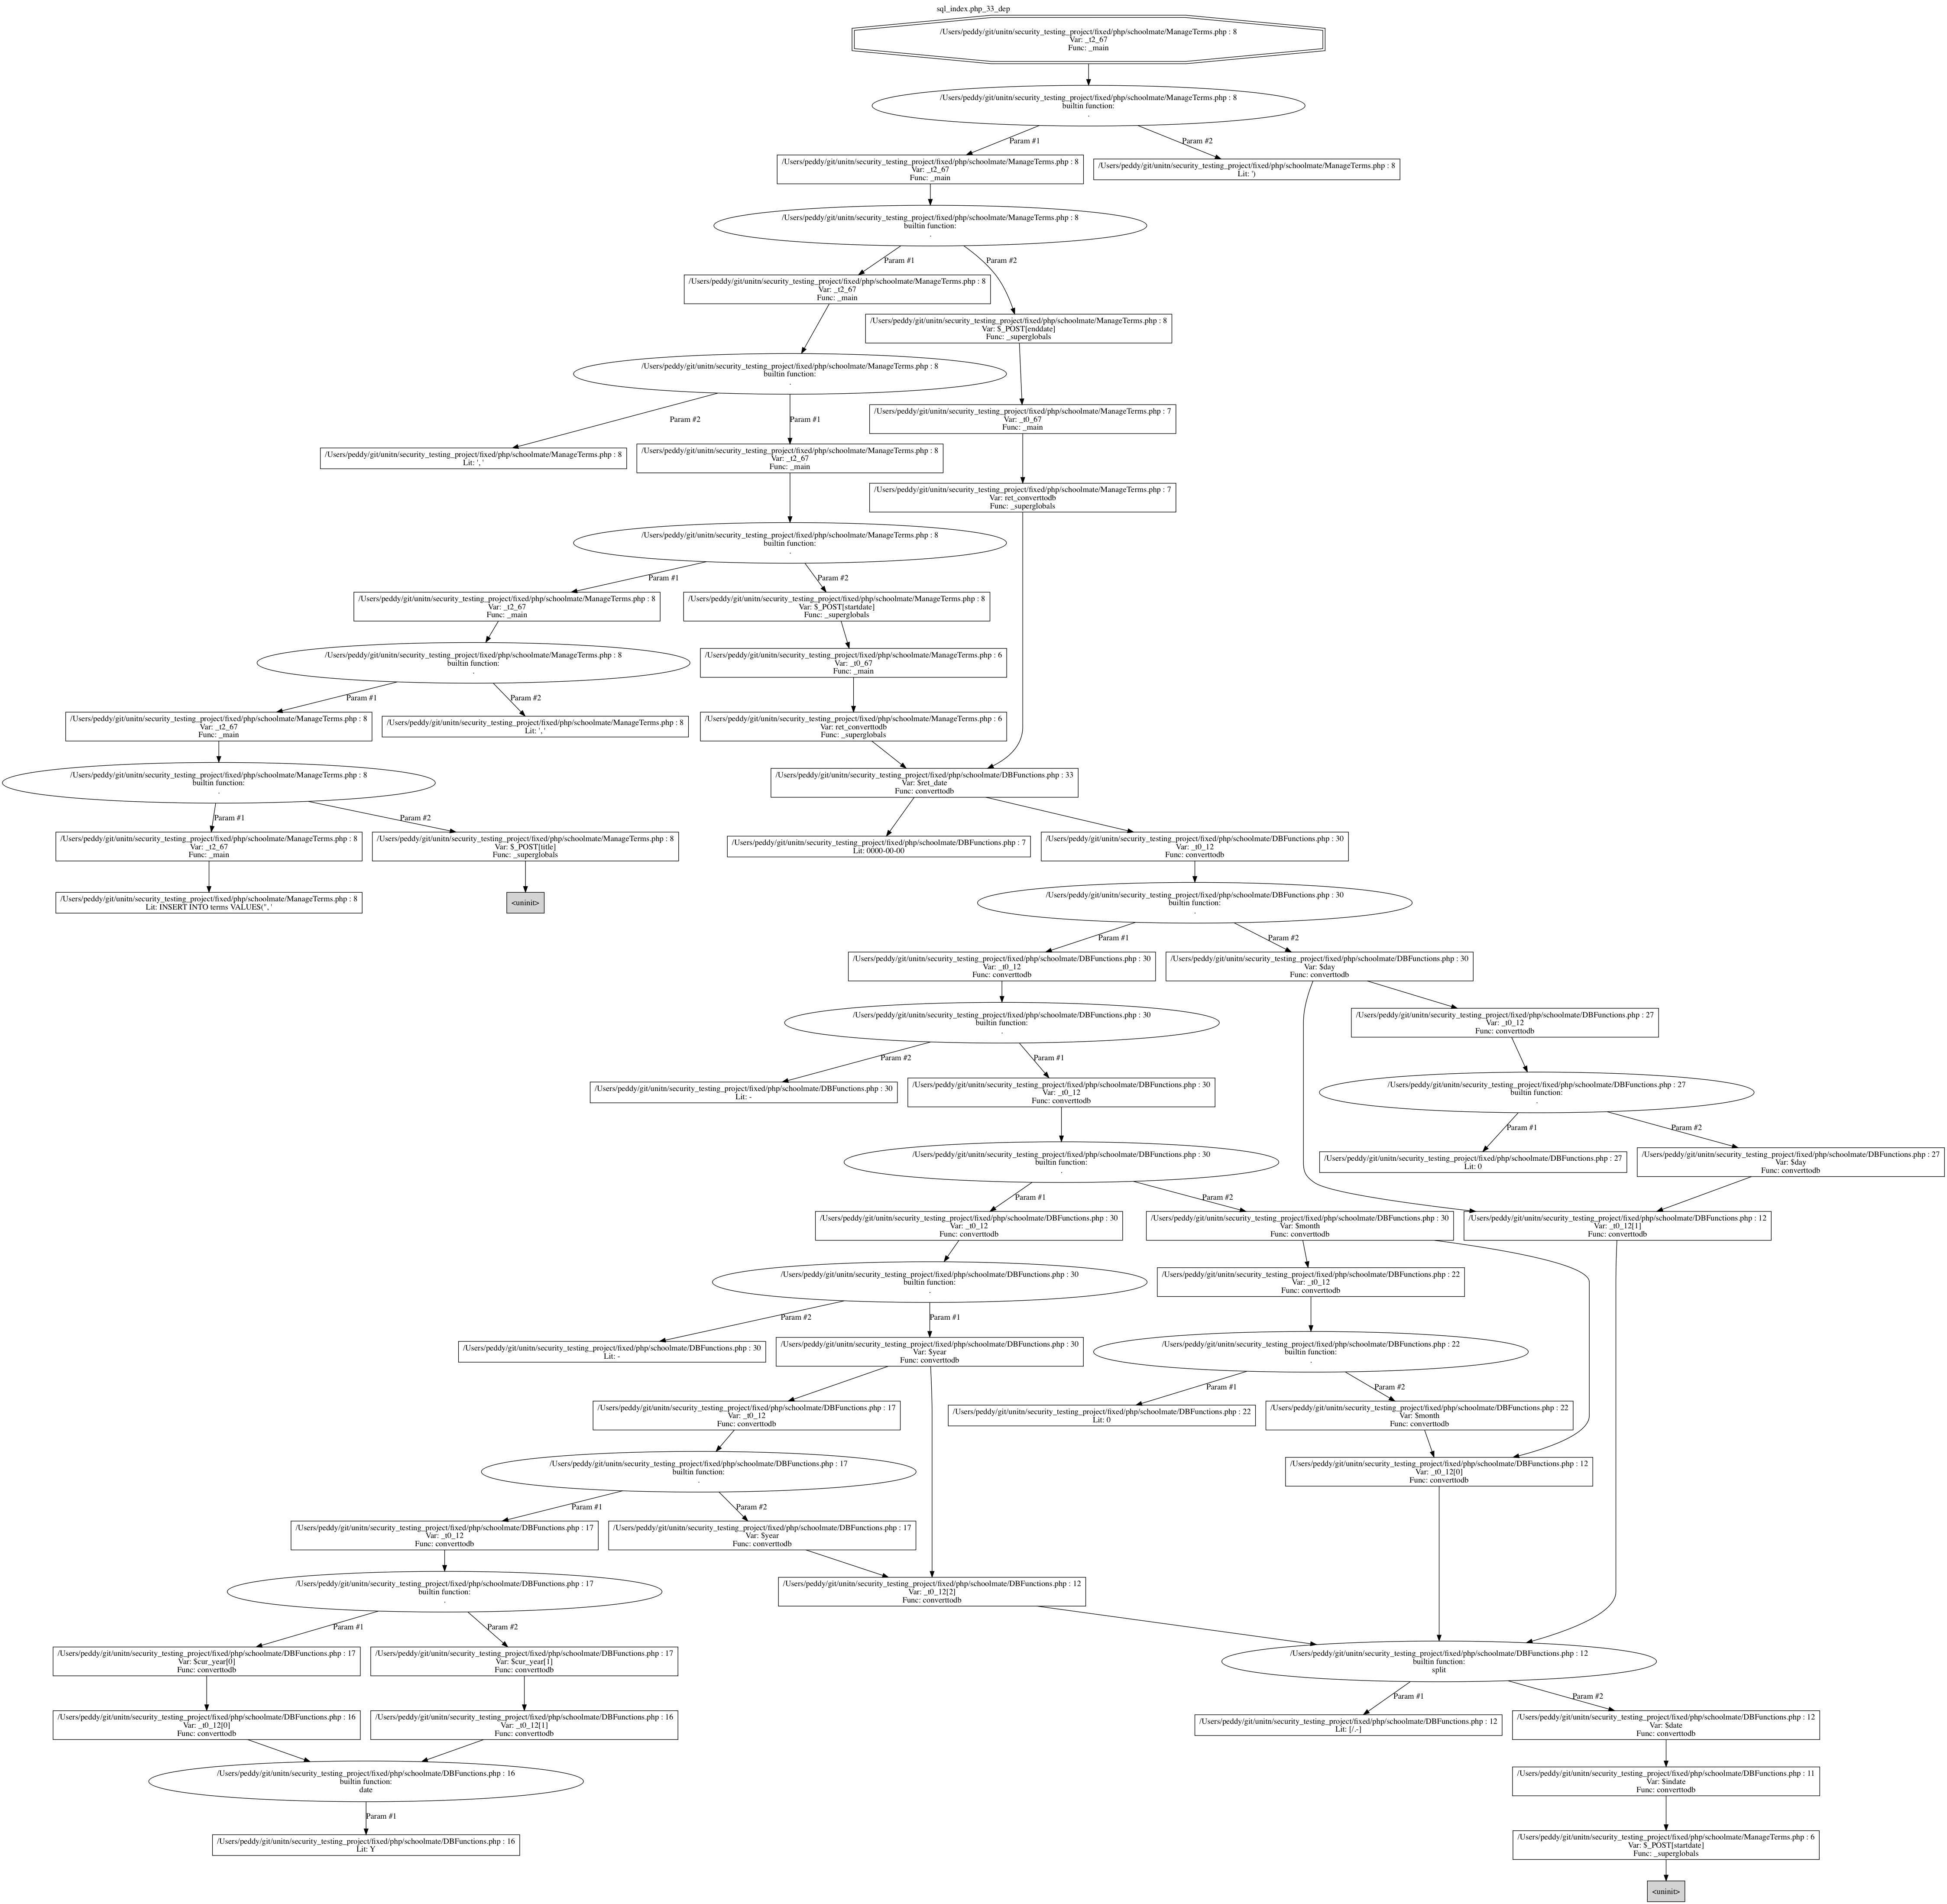 sql_index.php_33_dep
/Users/peddy/git/unitn/security_testing_project/fixed/php/schoolmate/ManageTerms.php : 8
Var: _t2_67
Func: _main
/Users/peddy/git/unitn/security_testing_project/fixed/php/schoolmate/ManageTerms.php : 8
builtin function:
.
Param #1
Param #2
/Users/peddy/git/unitn/security_testing_project/fixed/php/schoolmate/ManageTerms.php : 8
Var: _t2_67
Func: _main
/Users/peddy/git/unitn/security_testing_project/fixed/php/schoolmate/ManageTerms.php : 8
Lit: ')
/Users/peddy/git/unitn/security_testing_project/fixed/php/schoolmate/ManageTerms.php : 8
builtin function:
.
Param #1
Param #2
/Users/peddy/git/unitn/security_testing_project/fixed/php/schoolmate/ManageTerms.php : 8
Var: _t2_67
Func: _main
/Users/peddy/git/unitn/security_testing_project/fixed/php/schoolmate/ManageTerms.php : 8
Var: $_POST[enddate]
Func: _superglobals
/Users/peddy/git/unitn/security_testing_project/fixed/php/schoolmate/ManageTerms.php : 8
builtin function:
.
Param #2
Param #1
/Users/peddy/git/unitn/security_testing_project/fixed/php/schoolmate/ManageTerms.php : 7
Var: _t0_67
Func: _main
/Users/peddy/git/unitn/security_testing_project/fixed/php/schoolmate/ManageTerms.php : 8
Lit: ', '
/Users/peddy/git/unitn/security_testing_project/fixed/php/schoolmate/ManageTerms.php : 8
Var: _t2_67
Func: _main
/Users/peddy/git/unitn/security_testing_project/fixed/php/schoolmate/ManageTerms.php : 7
Var: ret_converttodb
Func: _superglobals
/Users/peddy/git/unitn/security_testing_project/fixed/php/schoolmate/ManageTerms.php : 8
builtin function:
.
Param #1
Param #2
/Users/peddy/git/unitn/security_testing_project/fixed/php/schoolmate/ManageTerms.php : 8
Var: _t2_67
Func: _main
/Users/peddy/git/unitn/security_testing_project/fixed/php/schoolmate/ManageTerms.php : 8
Var: $_POST[startdate]
Func: _superglobals
/Users/peddy/git/unitn/security_testing_project/fixed/php/schoolmate/ManageTerms.php : 8
builtin function:
.
/Users/peddy/git/unitn/security_testing_project/fixed/php/schoolmate/ManageTerms.php : 6
Var: _t0_67
Func: _main
Param #1
Param #2
/Users/peddy/git/unitn/security_testing_project/fixed/php/schoolmate/ManageTerms.php : 8
Var: _t2_67
Func: _main
/Users/peddy/git/unitn/security_testing_project/fixed/php/schoolmate/ManageTerms.php : 8
Lit: ', '
/Users/peddy/git/unitn/security_testing_project/fixed/php/schoolmate/ManageTerms.php : 6
Var: ret_converttodb
Func: _superglobals
/Users/peddy/git/unitn/security_testing_project/fixed/php/schoolmate/ManageTerms.php : 8
builtin function:
.
/Users/peddy/git/unitn/security_testing_project/fixed/php/schoolmate/DBFunctions.php : 33
Var: $ret_date
Func: converttodb
Param #1
Param #2
/Users/peddy/git/unitn/security_testing_project/fixed/php/schoolmate/ManageTerms.php : 8
Var: _t2_67
Func: _main
/Users/peddy/git/unitn/security_testing_project/fixed/php/schoolmate/ManageTerms.php : 8
Var: $_POST[title]
Func: _superglobals
/Users/peddy/git/unitn/security_testing_project/fixed/php/schoolmate/DBFunctions.php : 7
Lit: 0000-00-00
/Users/peddy/git/unitn/security_testing_project/fixed/php/schoolmate/DBFunctions.php : 30
Var: _t0_12
Func: converttodb
/Users/peddy/git/unitn/security_testing_project/fixed/php/schoolmate/ManageTerms.php : 8
Lit: INSERT INTO terms VALUES('', '
<uninit>
/Users/peddy/git/unitn/security_testing_project/fixed/php/schoolmate/DBFunctions.php : 30
builtin function:
.
Param #1
Param #2
/Users/peddy/git/unitn/security_testing_project/fixed/php/schoolmate/DBFunctions.php : 30
Var: _t0_12
Func: converttodb
/Users/peddy/git/unitn/security_testing_project/fixed/php/schoolmate/DBFunctions.php : 30
Var: $day
Func: converttodb
/Users/peddy/git/unitn/security_testing_project/fixed/php/schoolmate/DBFunctions.php : 30
builtin function:
.
/Users/peddy/git/unitn/security_testing_project/fixed/php/schoolmate/DBFunctions.php : 27
Var: _t0_12
Func: converttodb
Param #2
Param #1
/Users/peddy/git/unitn/security_testing_project/fixed/php/schoolmate/DBFunctions.php : 30
Lit: -
/Users/peddy/git/unitn/security_testing_project/fixed/php/schoolmate/DBFunctions.php : 30
Var: _t0_12
Func: converttodb
/Users/peddy/git/unitn/security_testing_project/fixed/php/schoolmate/DBFunctions.php : 27
builtin function:
.
Param #1
Param #2
/Users/peddy/git/unitn/security_testing_project/fixed/php/schoolmate/DBFunctions.php : 30
builtin function:
.
/Users/peddy/git/unitn/security_testing_project/fixed/php/schoolmate/DBFunctions.php : 27
Lit: 0
/Users/peddy/git/unitn/security_testing_project/fixed/php/schoolmate/DBFunctions.php : 27
Var: $day
Func: converttodb
Param #1
Param #2
/Users/peddy/git/unitn/security_testing_project/fixed/php/schoolmate/DBFunctions.php : 30
Var: _t0_12
Func: converttodb
/Users/peddy/git/unitn/security_testing_project/fixed/php/schoolmate/DBFunctions.php : 30
Var: $month
Func: converttodb
/Users/peddy/git/unitn/security_testing_project/fixed/php/schoolmate/DBFunctions.php : 12
Var: _t0_12[1]
Func: converttodb
/Users/peddy/git/unitn/security_testing_project/fixed/php/schoolmate/DBFunctions.php : 30
builtin function:
.
/Users/peddy/git/unitn/security_testing_project/fixed/php/schoolmate/DBFunctions.php : 22
Var: _t0_12
Func: converttodb
Param #2
Param #1
/Users/peddy/git/unitn/security_testing_project/fixed/php/schoolmate/DBFunctions.php : 30
Lit: -
/Users/peddy/git/unitn/security_testing_project/fixed/php/schoolmate/DBFunctions.php : 30
Var: $year
Func: converttodb
/Users/peddy/git/unitn/security_testing_project/fixed/php/schoolmate/DBFunctions.php : 22
builtin function:
.
Param #1
Param #2
/Users/peddy/git/unitn/security_testing_project/fixed/php/schoolmate/DBFunctions.php : 17
Var: _t0_12
Func: converttodb
/Users/peddy/git/unitn/security_testing_project/fixed/php/schoolmate/DBFunctions.php : 22
Lit: 0
/Users/peddy/git/unitn/security_testing_project/fixed/php/schoolmate/DBFunctions.php : 22
Var: $month
Func: converttodb
/Users/peddy/git/unitn/security_testing_project/fixed/php/schoolmate/DBFunctions.php : 17
builtin function:
.
/Users/peddy/git/unitn/security_testing_project/fixed/php/schoolmate/DBFunctions.php : 12
Var: _t0_12[0]
Func: converttodb
Param #1
Param #2
/Users/peddy/git/unitn/security_testing_project/fixed/php/schoolmate/DBFunctions.php : 17
Var: _t0_12
Func: converttodb
/Users/peddy/git/unitn/security_testing_project/fixed/php/schoolmate/DBFunctions.php : 17
Var: $year
Func: converttodb
/Users/peddy/git/unitn/security_testing_project/fixed/php/schoolmate/DBFunctions.php : 17
builtin function:
.
/Users/peddy/git/unitn/security_testing_project/fixed/php/schoolmate/DBFunctions.php : 12
Var: _t0_12[2]
Func: converttodb
Param #1
Param #2
/Users/peddy/git/unitn/security_testing_project/fixed/php/schoolmate/DBFunctions.php : 17
Var: $cur_year[0]
Func: converttodb
/Users/peddy/git/unitn/security_testing_project/fixed/php/schoolmate/DBFunctions.php : 17
Var: $cur_year[1]
Func: converttodb
/Users/peddy/git/unitn/security_testing_project/fixed/php/schoolmate/DBFunctions.php : 12
builtin function:
split
Param #1
Param #2
/Users/peddy/git/unitn/security_testing_project/fixed/php/schoolmate/DBFunctions.php : 16
Var: _t0_12[0]
Func: converttodb
/Users/peddy/git/unitn/security_testing_project/fixed/php/schoolmate/DBFunctions.php : 16
Var: _t0_12[1]
Func: converttodb
/Users/peddy/git/unitn/security_testing_project/fixed/php/schoolmate/DBFunctions.php : 12
Lit: [/.-]
/Users/peddy/git/unitn/security_testing_project/fixed/php/schoolmate/DBFunctions.php : 12
Var: $date
Func: converttodb
/Users/peddy/git/unitn/security_testing_project/fixed/php/schoolmate/DBFunctions.php : 16
builtin function:
date
/Users/peddy/git/unitn/security_testing_project/fixed/php/schoolmate/DBFunctions.php : 11
Var: $indate
Func: converttodb
Param #1
/Users/peddy/git/unitn/security_testing_project/fixed/php/schoolmate/DBFunctions.php : 16
Lit: Y
/Users/peddy/git/unitn/security_testing_project/fixed/php/schoolmate/ManageTerms.php : 6
Var: $_POST[startdate]
Func: _superglobals
<uninit>